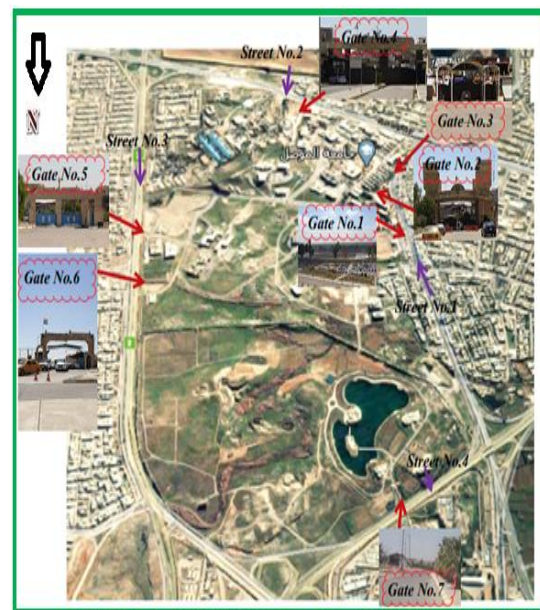 Gate No.4
Street No.2
Gate No.3
Street No.3
جامعة الموصل
N
Gate No.5
Gate No.2
Gate No.1
Gate No.6
Street No.1
Street No.4
Gate No.7